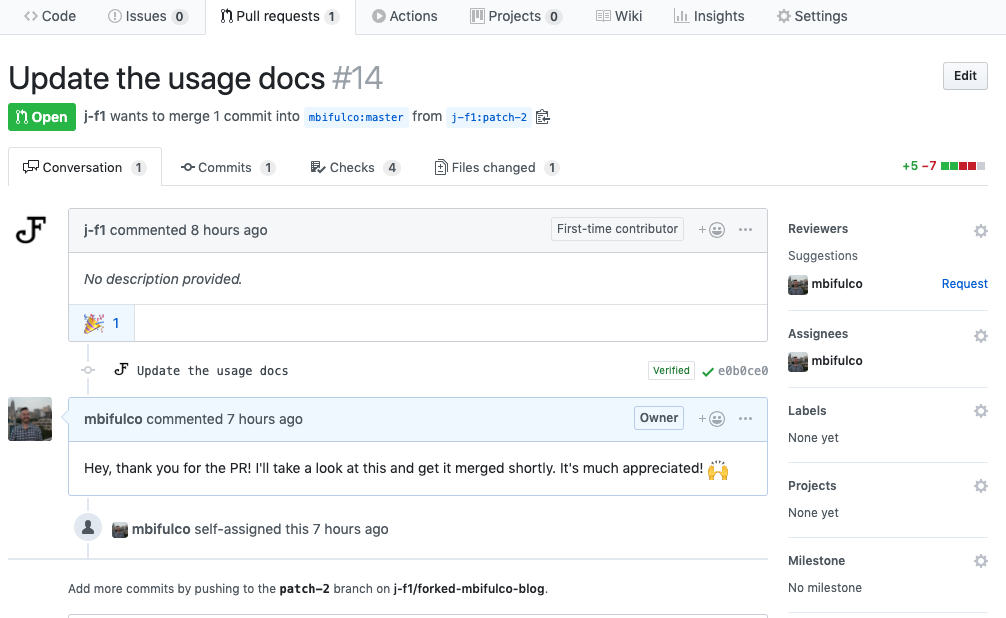 Code Issues 0 Pull requests 1 Actions Projects 0 Wiki Insights Settings
Update the usage docs #14 Edit
Open j-f1 wants to merge 1 commit into mbifulco:master from j-f1:patch-2
Conversation 1 Commits 1 Checks 4 Files changed 1 +5 −7
j-f1 commented 8 hours ago First-time contributor +
No description provided.
1
Update the usage docs Verified e0b0ce0
mbifulco commented 7 hours ago Owner +
Hey, thank you for the PR! I'll take a look at this and get it merged shortly. It's much appreciated! 🙌
mbifulco self-assigned this 7 hours ago
Add more commits by pushing to the patch-2 branch on j-f1/forked-mbifulco-blog.
Reviewers
Suggestions
mbifulco Request
Assignees
mbifulco
Labels
None yet
Projects
None yet
Milestone
No milestone